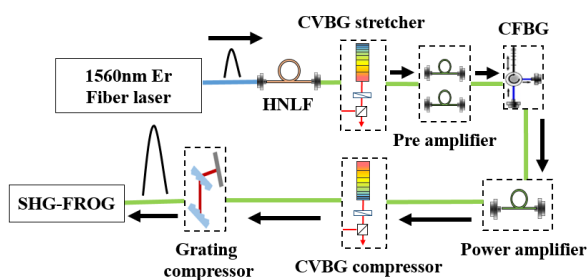 CVBG stretcher
CFBG
1560nm Er
Fiber laser
HNLF
Pre amplifier
SHG-FROG
Grating
compressor
CVBG compressor
Power amplifier